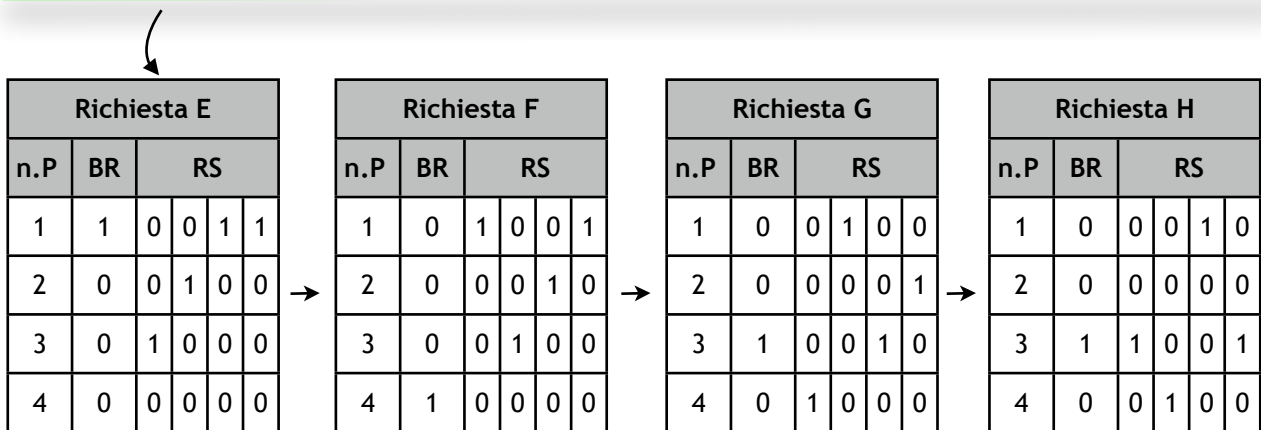 Richiesta E Richiesta F Richiesta G Richiesta H
n.P BR RS n.P BR RS n.P BR RS n.P BR RS
1 1 0 0 1 1 1 0 1 0 0 1 1 0 0 1 0 0 1 0 0 0 1 0
2 0 0 1 0 0 2 0 0 0 1 0 2 0 0 0 0 1 2 0 0 0 0 0
3 0 1 0 0 0 3 0 0 1 0 0 3 1 0 0 1 0 3 1 1 0 0 1
4 0 0 0 0 0 4 1 0 0 0 0 4 0 1 0 0 0 4 0 0 1 0 0